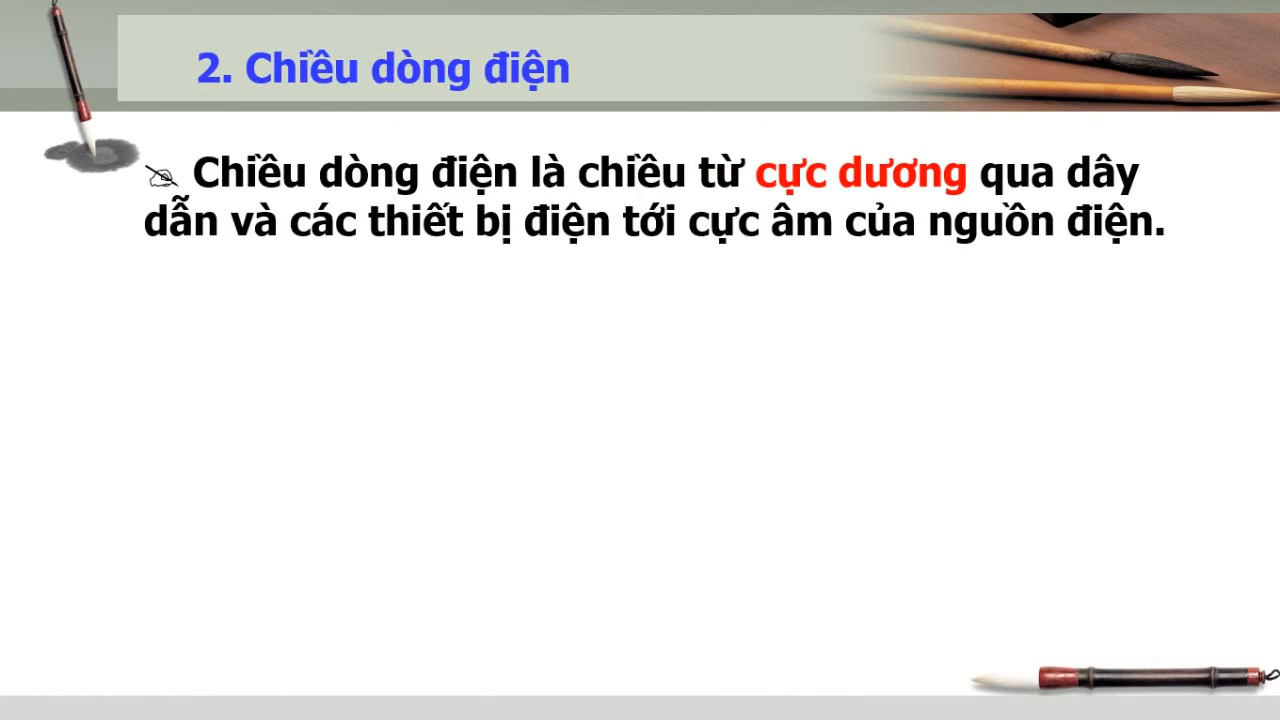 2. Chiều dòng điện
Chiều dòng điện là chiều từ cực dương qua dây
dẫn và các thiết bị điện tới cực âm của nguồn điện.